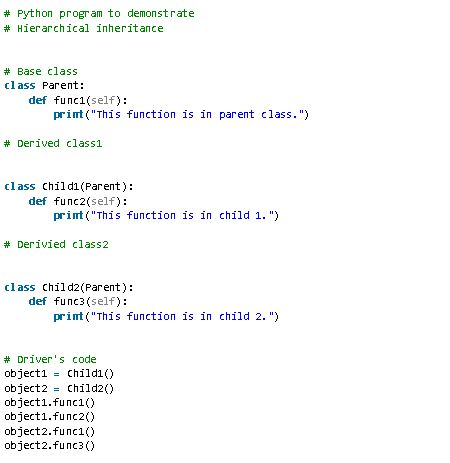 # Python program to demonstrate
# Hierarchical inheritance
# Base class
class Parent:
    def func1(self):
        print("This function is in parent class.")
# Derived class1
class Child1(Parent):
    def func2(self):
        print("This function is in child 1.")
# Derivied class2
class Child2(Parent):
    def func3(self):
        print("This function is in child 2.")
# Driver's code
object1 = Child1()
object2 = Child2()
object1.func1()
object1.func2()
object2.func1()
object2.func3()